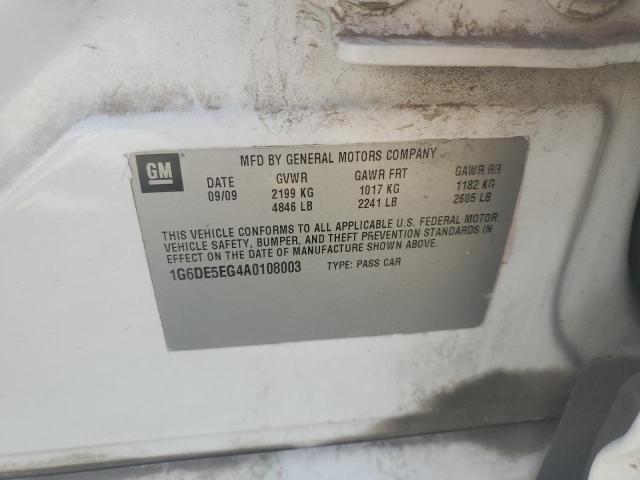 GM
MFD BY GENERAL MOTORS COMPANY
DATE GVWR GAWR FRT GAWR RR
09/09 2199 KG 1017 KG 1182 KG
4846 LB 2241 LB 2605 LB
THIS VEHICLE CONFORMS TO ALL APPLICABLE U.S. FEDERAL MOTOR
VEHICLE SAFETY, BUMPER, AND THEFT PREVENTION STANDARDS IN
EFFECT ON THE DATE OF MANUFACTURE SHOWN ABOVE.
1G6DE5EG4A0108003 TYPE: PASS CAR